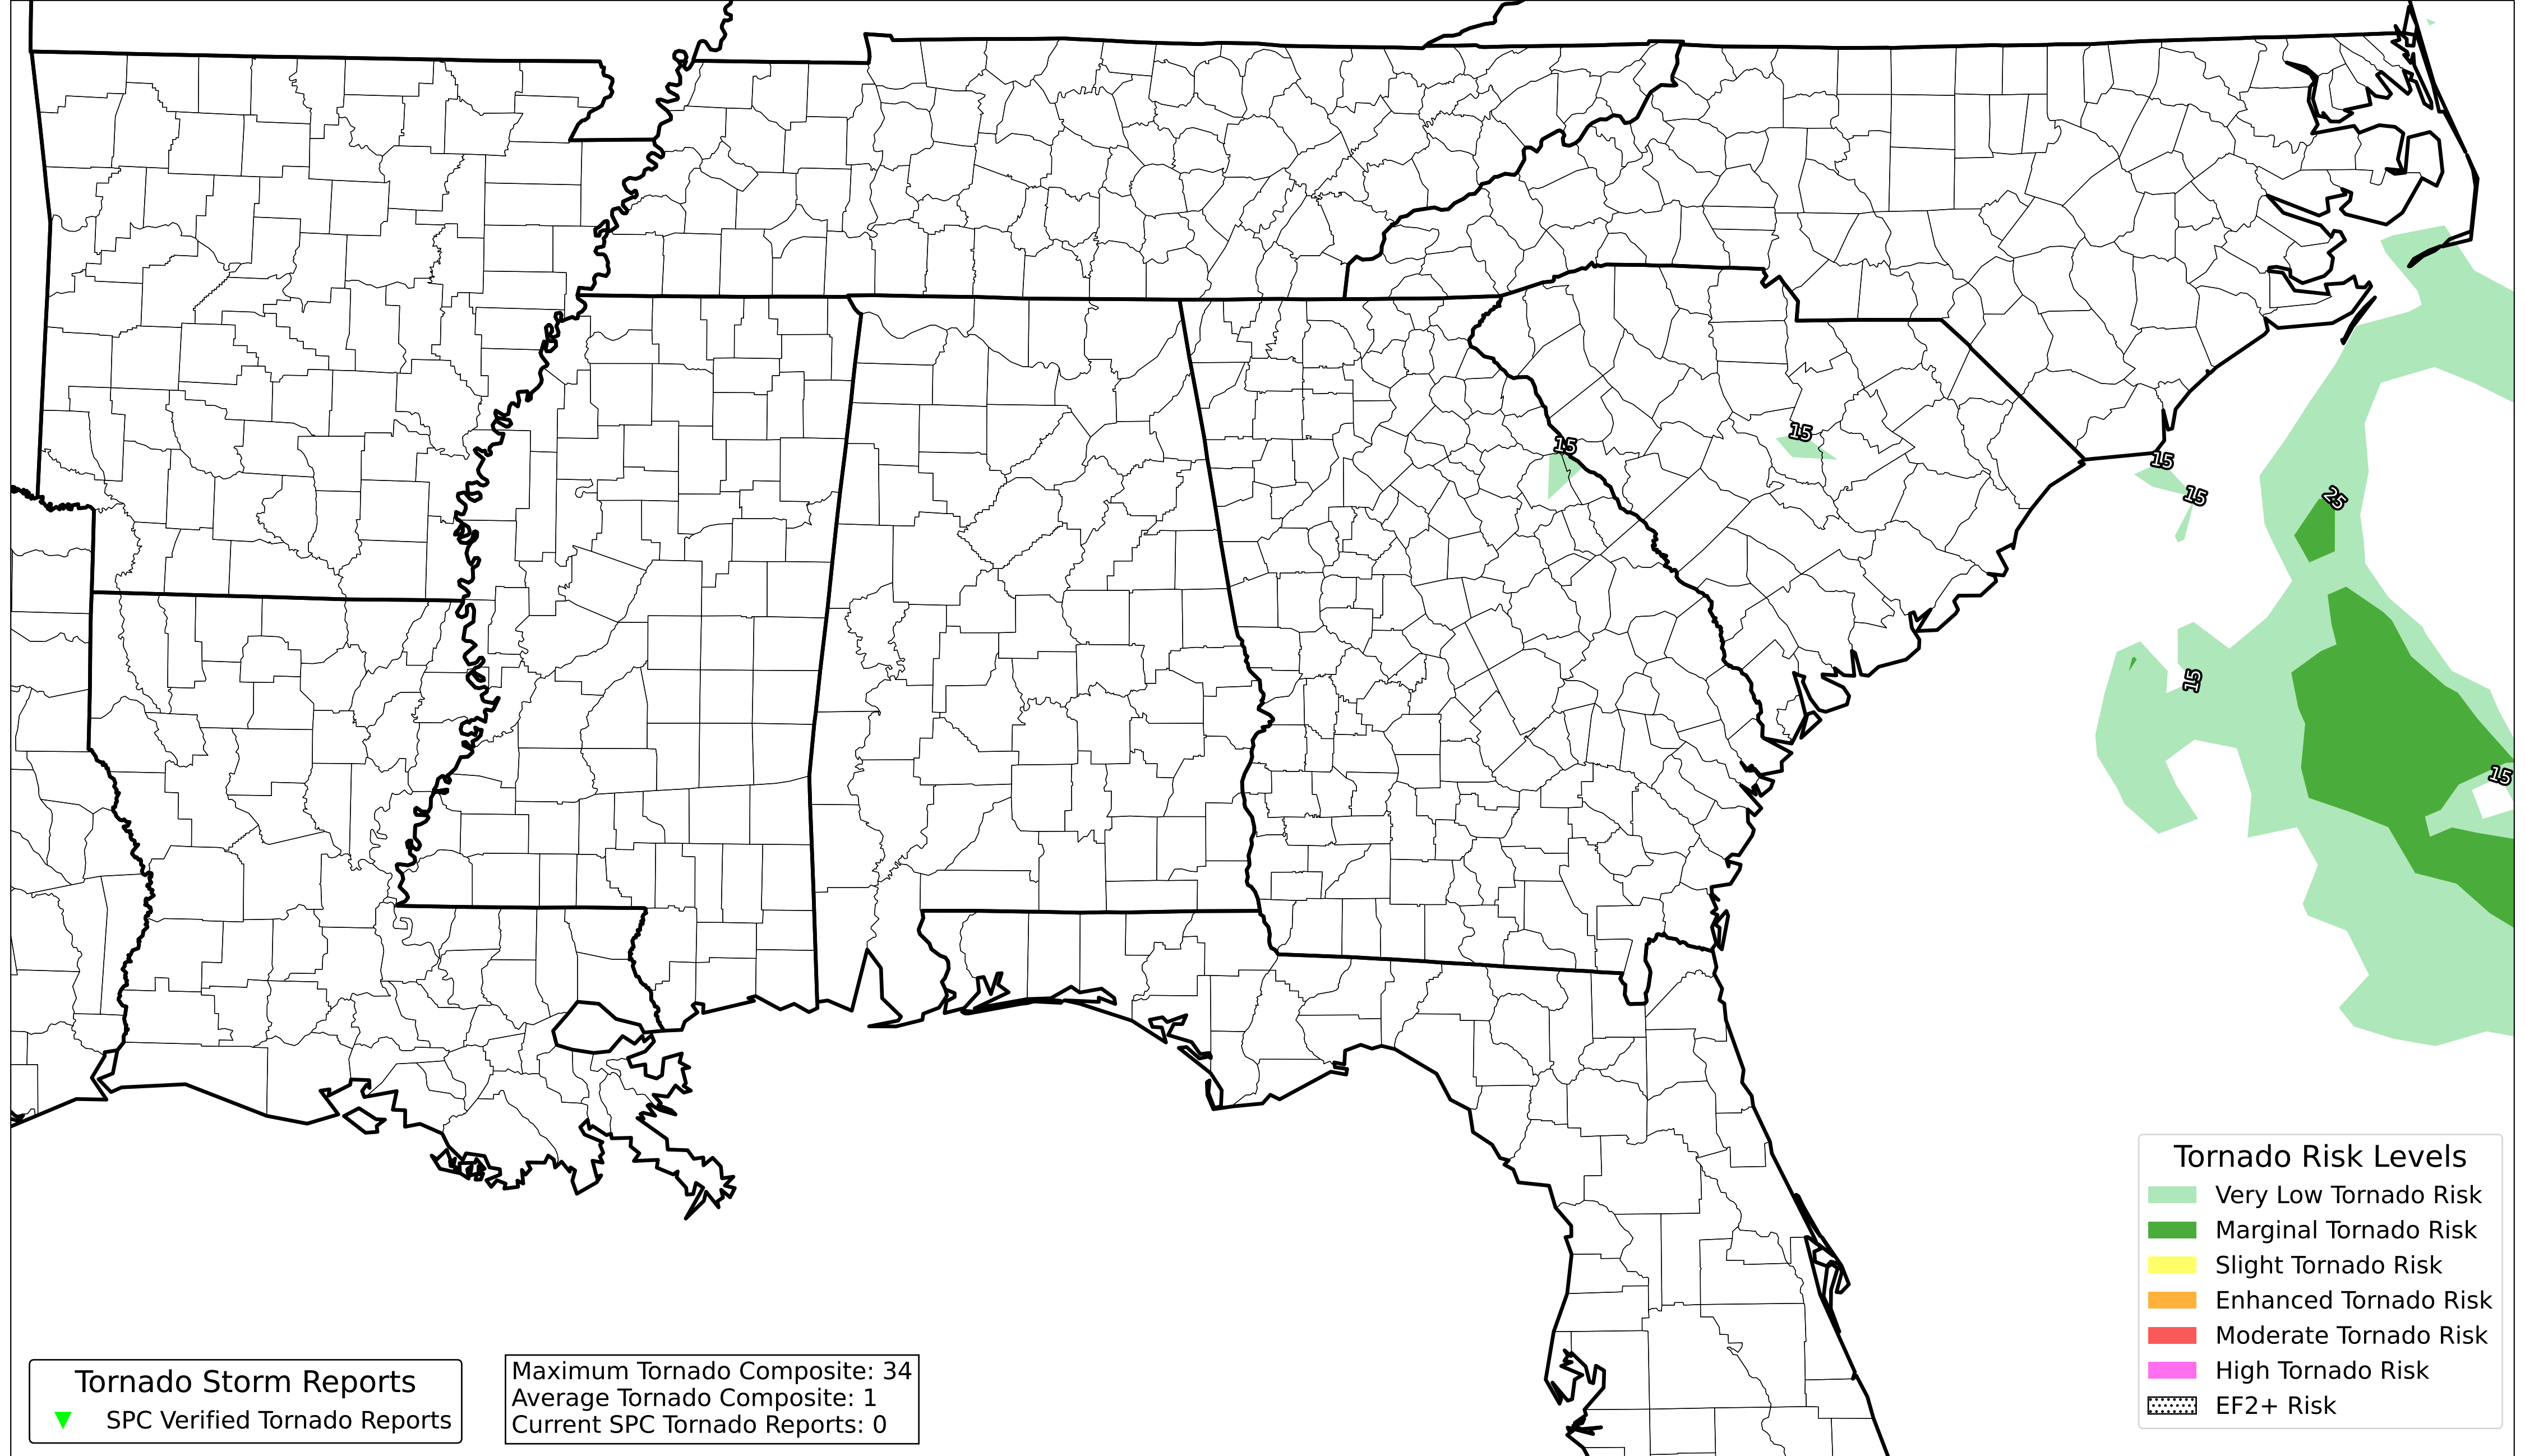 15
15
15
15
25
15
15
Tornado Risk Levels
Very Low Tornado Risk
Marginal Tornado Risk
Slight Tornado Risk
Enhanced Tornado Risk
Moderate Tornado Risk
High Tornado Risk
EF2+ Risk
Tornado Storm Reports
SPC Verified Tornado Reports
Maximum Tornado Composite: 34
Average Tornado Composite: 1
Current SPC Tornado Reports: 0